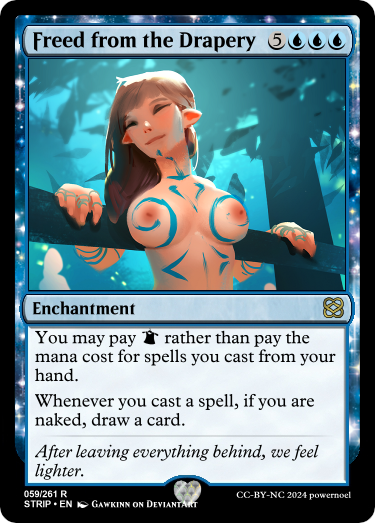 Freed from the Drapery 5
Enchantment
You may pay rather than pay the
mana cost for spells you cast from your
hand.
Whenever you cast a spell, if you are
naked, draw a card.
After leaving everything behind, we feel
lighter.
059/261 R
STRIP • EN Gawkinn on DeviantArt
CC-BY-NC 2024 powernoel